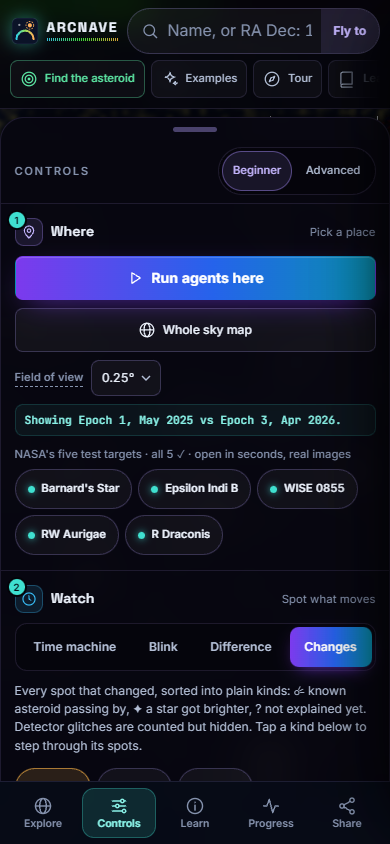 ARCNAVE
Name, or RA Dec: 1
Fly to
Find the asteroid
Examples
Tour
CONTROLS
Beginner
Advanced
1
Where
Pick a place
Run agents here
Whole sky map
Field of view
0.25°
Showing Epoch 1, May 2025 vs Epoch 3, Apr 2026.
NASA's five test targets · all 5 ✓ · open in seconds, real images
Barnard's Star
Epsilon Indi B
WISE 0855
RW Aurigae
R Draconis
2
Watch
Spot what moves
Time machine
Blink
Difference
Changes
Every spot that changed, sorted into plain kinds: ☄ known
asteroid passing by, ✦ a star got brighter, ? not explained yet.
Detector glitches are counted but hidden. Tap a kind below to
step through its spots.
Explore
Controls
Learn
Progress
Share